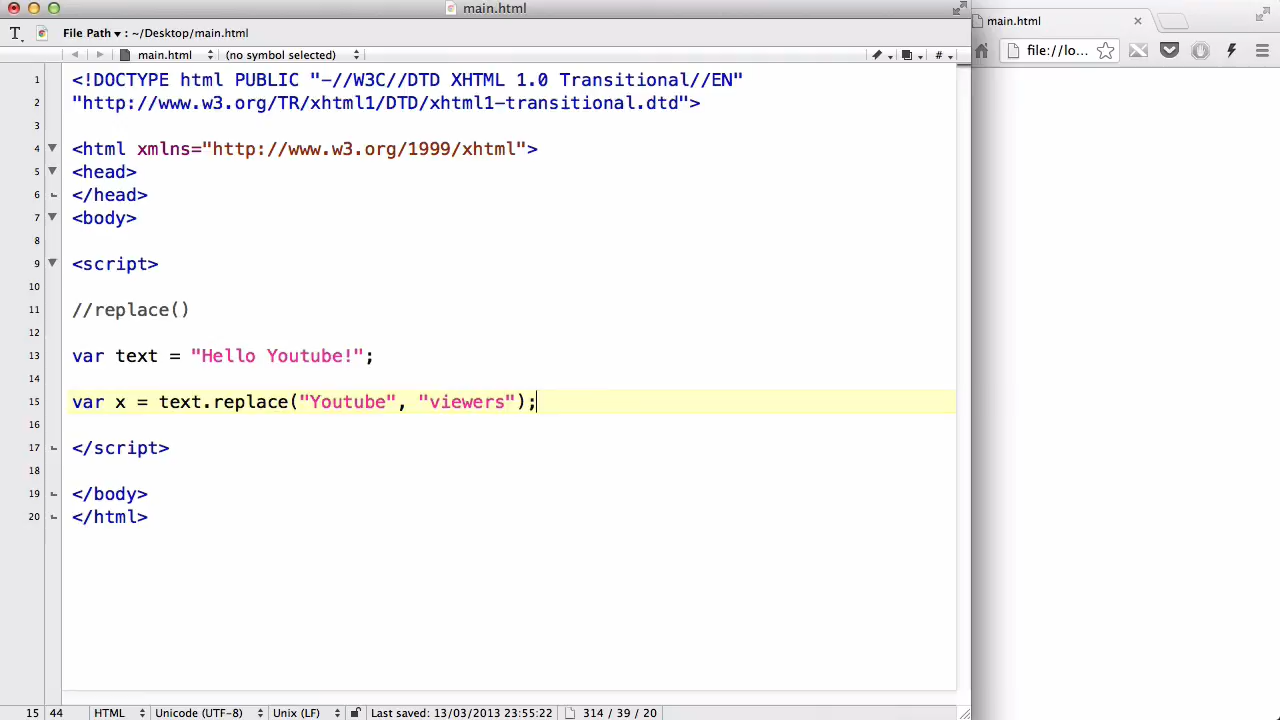 main.html
File Path ▾ : ~/Desktop/main.html
main.html (no symbol selected) #
1 <!DOCTYPE html PUBLIC "-//W3C//DTD XHTML 1.0 Transitional//EN"
2 "http://www.w3.org/TR/xhtml1/DTD/xhtml1-transitional.dtd">
3
4 <html xmlns="http://www.w3.org/1999/xhtml">
5 <head>
6 </head>
7 <body>
8
9 <script>
10
11 //replace()
12
13 var text = "Hello Youtube!";
14
15 var x = text.replace("Youtube", "viewers");
16
17 </script>
18
19 </body>
20 </html>
15 44 HTML Unicode (UTF-8) Unix (LF) Last saved: 13/03/2013 23:55:22 314 / 39 / 20
main.html
file://lo...